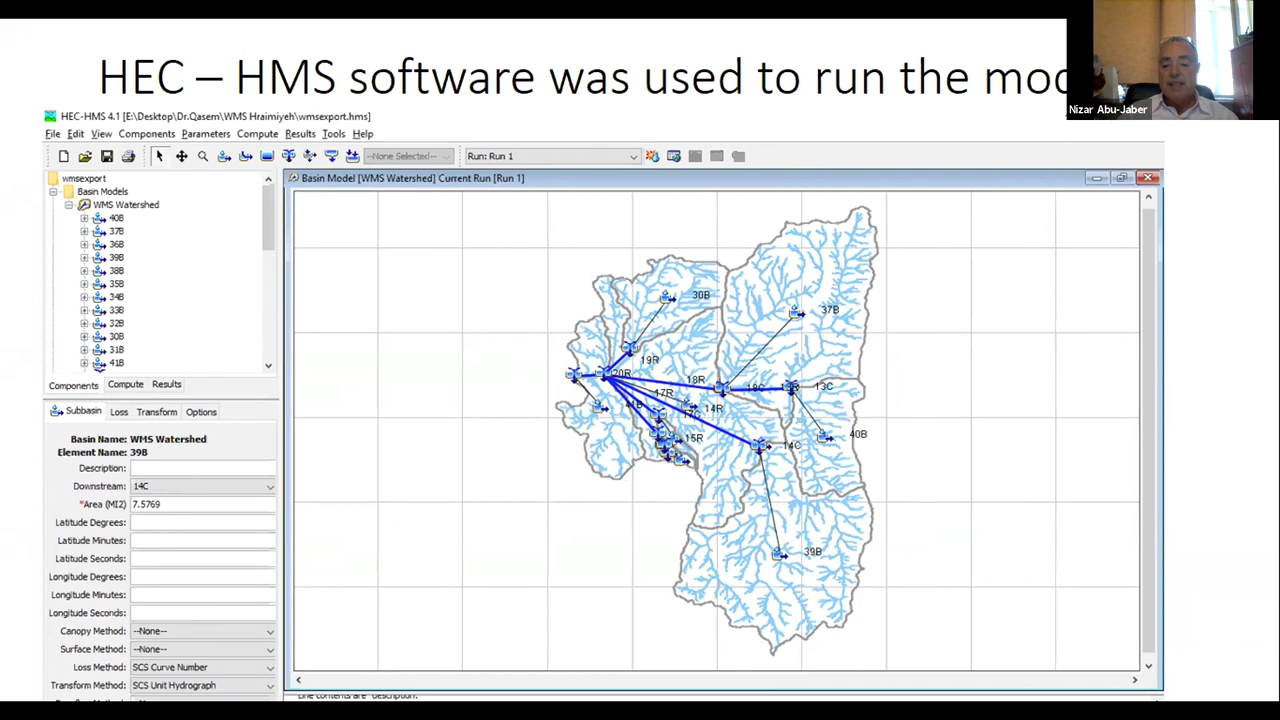 HEC – HMS software was used to run the mod
Nizar Abu-Jaber
HEC-HMS 4.1 [E:\Desktop/Dr.Qasem\WMS Hraimiyeh\wmsexport.hms]
File Edit View Components Parameters Compute Results Tools Help
--None Selected-- Run: Run 1
wmsexport
Basin Models
WMS Watershed
40B
37B
36B
39B
38B
35B
34B
33B
32B
30B
31B
41B
Components Compute Results
Subbasin Loss Transform Options
Basin Name: WMS Watershed
Element Name: 39B
Description:
Downstream: 14C
*Area (MI2) 7.5769
Latitude Degrees:
Latitude Minutes:
Latitude Seconds:
Longitude Degrees:
Longitude Minutes:
Longitude Seconds:
Canopy Method: --None--
Surface Method: --None--
Loss Method: SCS Curve Number
Transform Method: SCS Unit Hydrograph
Basin Model [WMS Watershed] Current Run [Run 1]
30B
37B
19R
20R
18R
18C
13C
17R
41B
14R
15R
40B
14C
39B